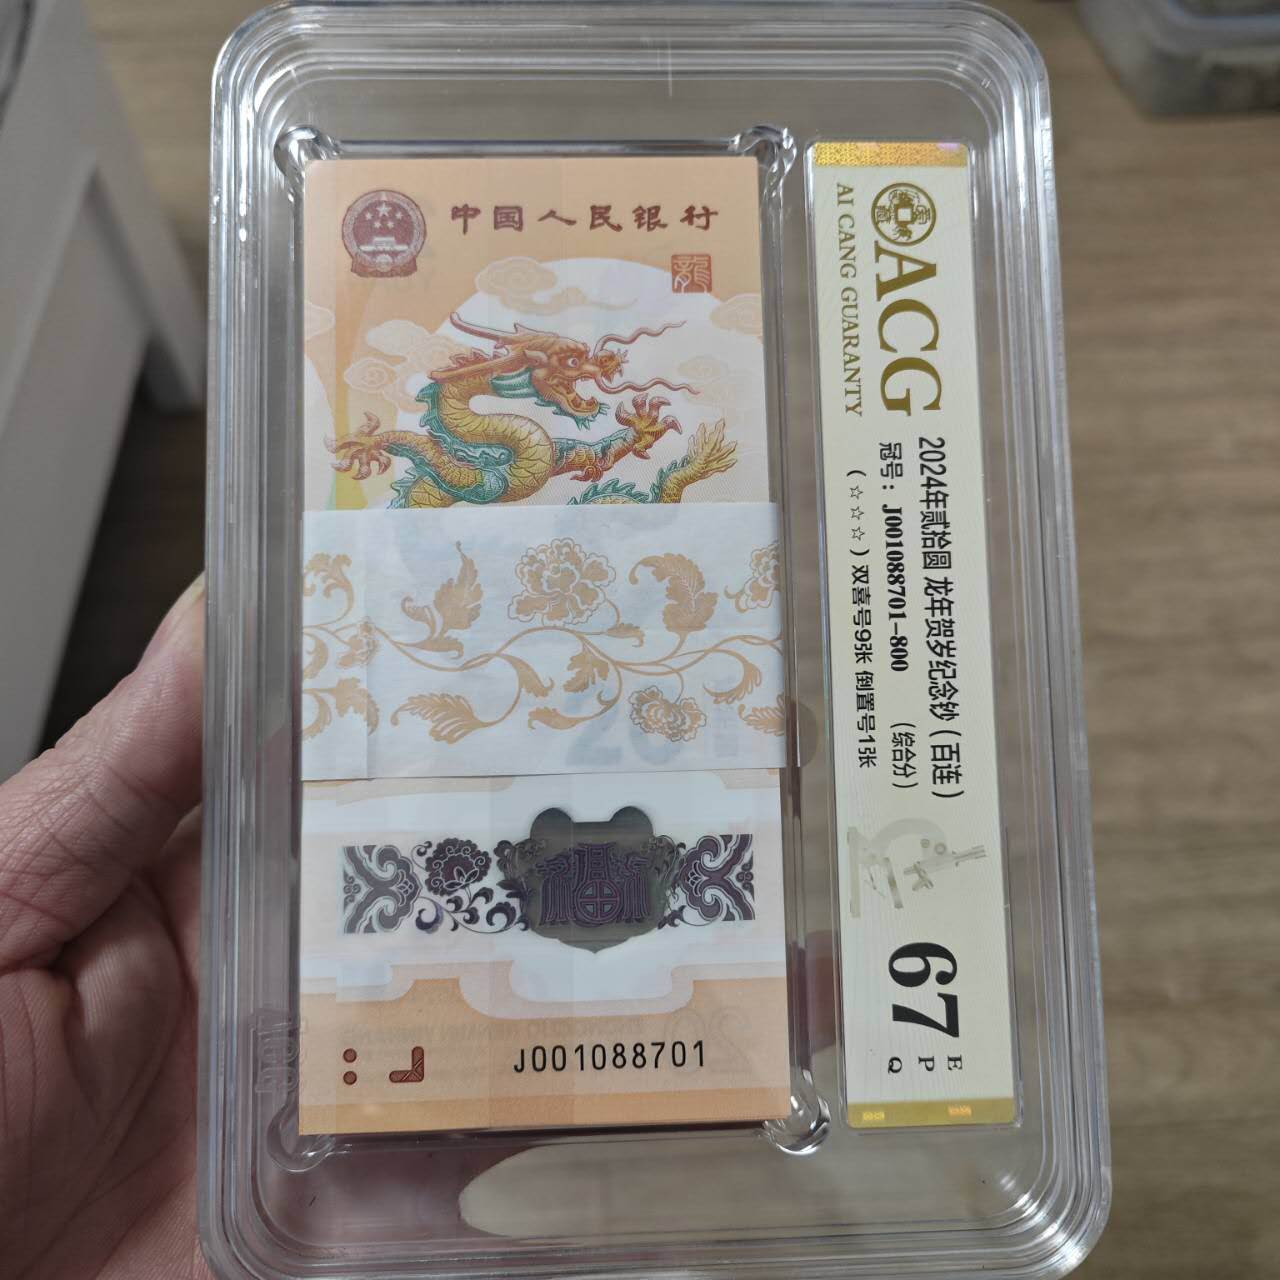 中国人民银行
龍
J001088701
ACG
AI CANG GUARANTY
2024年贰拾圆 龙年贺岁纪念钞（百连）
冠号：J001088701-800 （综合分）
（☆☆☆）双喜号9张 倒置号1张
67 E
P
Q